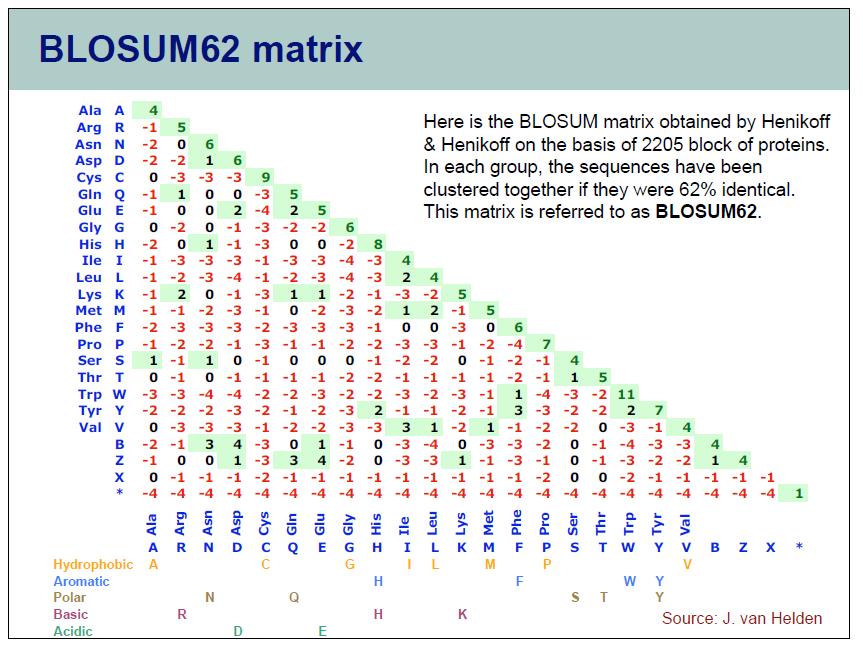 BLOSUM62 matrix
Here is the BLOSUM matrix obtained by Henikoff
& Henikoff on the basis of 2205 block of proteins.
In each group, the sequences have been
clustered together if they were 62% identical.
This matrix is referred to as BLOSUM62.
Ala A 4
Arg R -1 5
Asn N -2 0 6
Asp D -2 -2 1 6
Cys C 0 -3 -3 -3 9
Gln Q -1 1 0 0 -3 5
Glu E -1 0 0 2 -4 2 5
Gly G 0 -2 0 -1 -3 -2 -2 6
His H -2 0 1 -1 -3 0 0 -2 8
Ile I -1 -3 -3 -3 -1 -3 -3 -4 -3 4
Leu L -1 -2 -3 -4 -1 -2 -3 -4 -3 2 4
Lys K -1 2 0 -1 -3 1 1 -2 -1 -3 -2 5
Met M -1 -1 -2 -3 -1 0 -2 -3 -2 1 2 -1 5
Phe F -2 -3 -3 -3 -2 -3 -3 -3 -1 0 0 -3 0 6
Pro P -1 -2 -2 -1 -3 -1 -1 -2 -2 -3 -3 -1 -2 -4 7
Ser S 1 -1 1 0 -1 0 0 0 -1 -2 -2 0 -1 -2 -1 4
Thr T 0 -1 0 -1 -1 -1 -1 -2 -2 -1 -1 -1 -1 -2 -1 1 5
Trp W -3 -3 -4 -4 -2 -2 -3 -2 -2 -3 -2 -3 -1 1 -4 -3 -2 11
Tyr Y -2 -2 -2 -3 -2 -1 -2 -3 2 -1 -1 -2 -1 3 -3 -2 -2 2 7
Val V 0 -3 -3 -3 -1 -2 -2 -3 -3 3 1 -2 1 -1 -2 -2 0 -3 -1 4
B -2 -1 3 4 -3 0 1 -1 0 -3 -4 0 -3 -3 -2 0 -1 -4 -3 -3 4
Z -1 0 0 1 -3 3 4 -2 0 -3 -3 1 -1 -3 -1 0 -1 -3 -2 -2 1 4
X 0 -1 -1 -1 -2 -1 -1 -1 -1 -1 -1 -1 -1 -1 -2 0 0 -2 -1 -1 -1 -1 -1
* -4 -4 -4 -4 -4 -4 -4 -4 -4 -4 -4 -4 -4 -4 -4 -4 -4 -4 -4 -4 -4 -4 -4 1
Ala Arg Asn Asp Cys Gln Glu Gly His Ile Leu Lys Met Phe Pro Ser Thr Trp Tyr Val
A R N D C Q E G H I L K M F P S T W Y V B Z X *
Hydrophobic A C G I L M P V
Aromatic H F W Y
Polar N Q S T Y
Basic R H K
Acidic D E
Source: J. van Helden